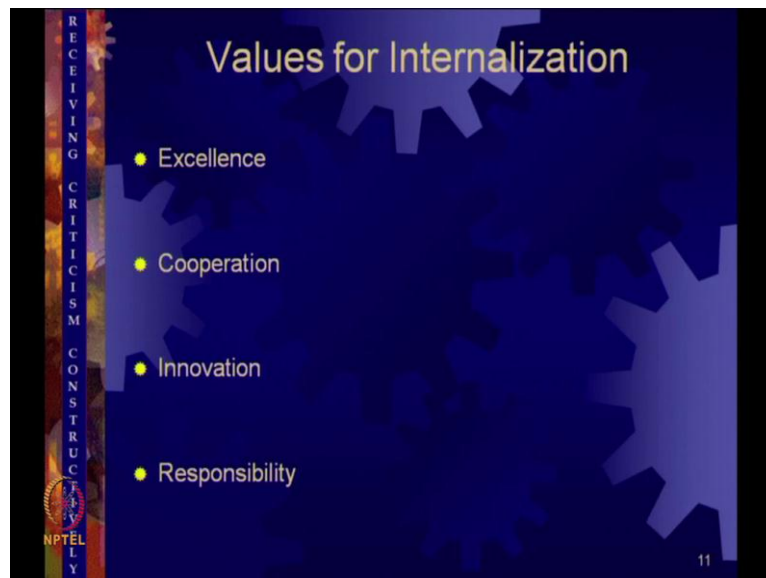 RECEIVING CRITICISM CONSTRUCTIVELY
Values for Internalization
Excellence
Cooperation
Innovation
Responsibility
NPTEL
11